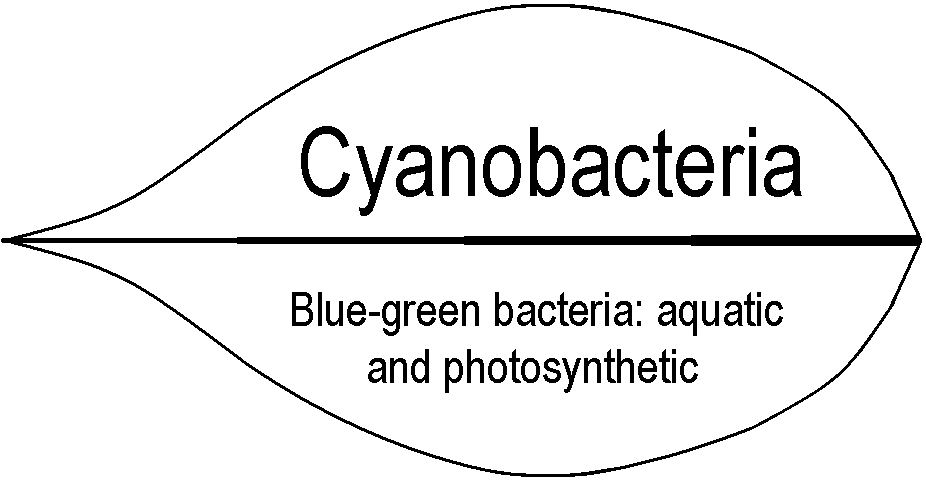 Cyanobacteria
Blue-green bacteria: aquatic
and photosynthetic